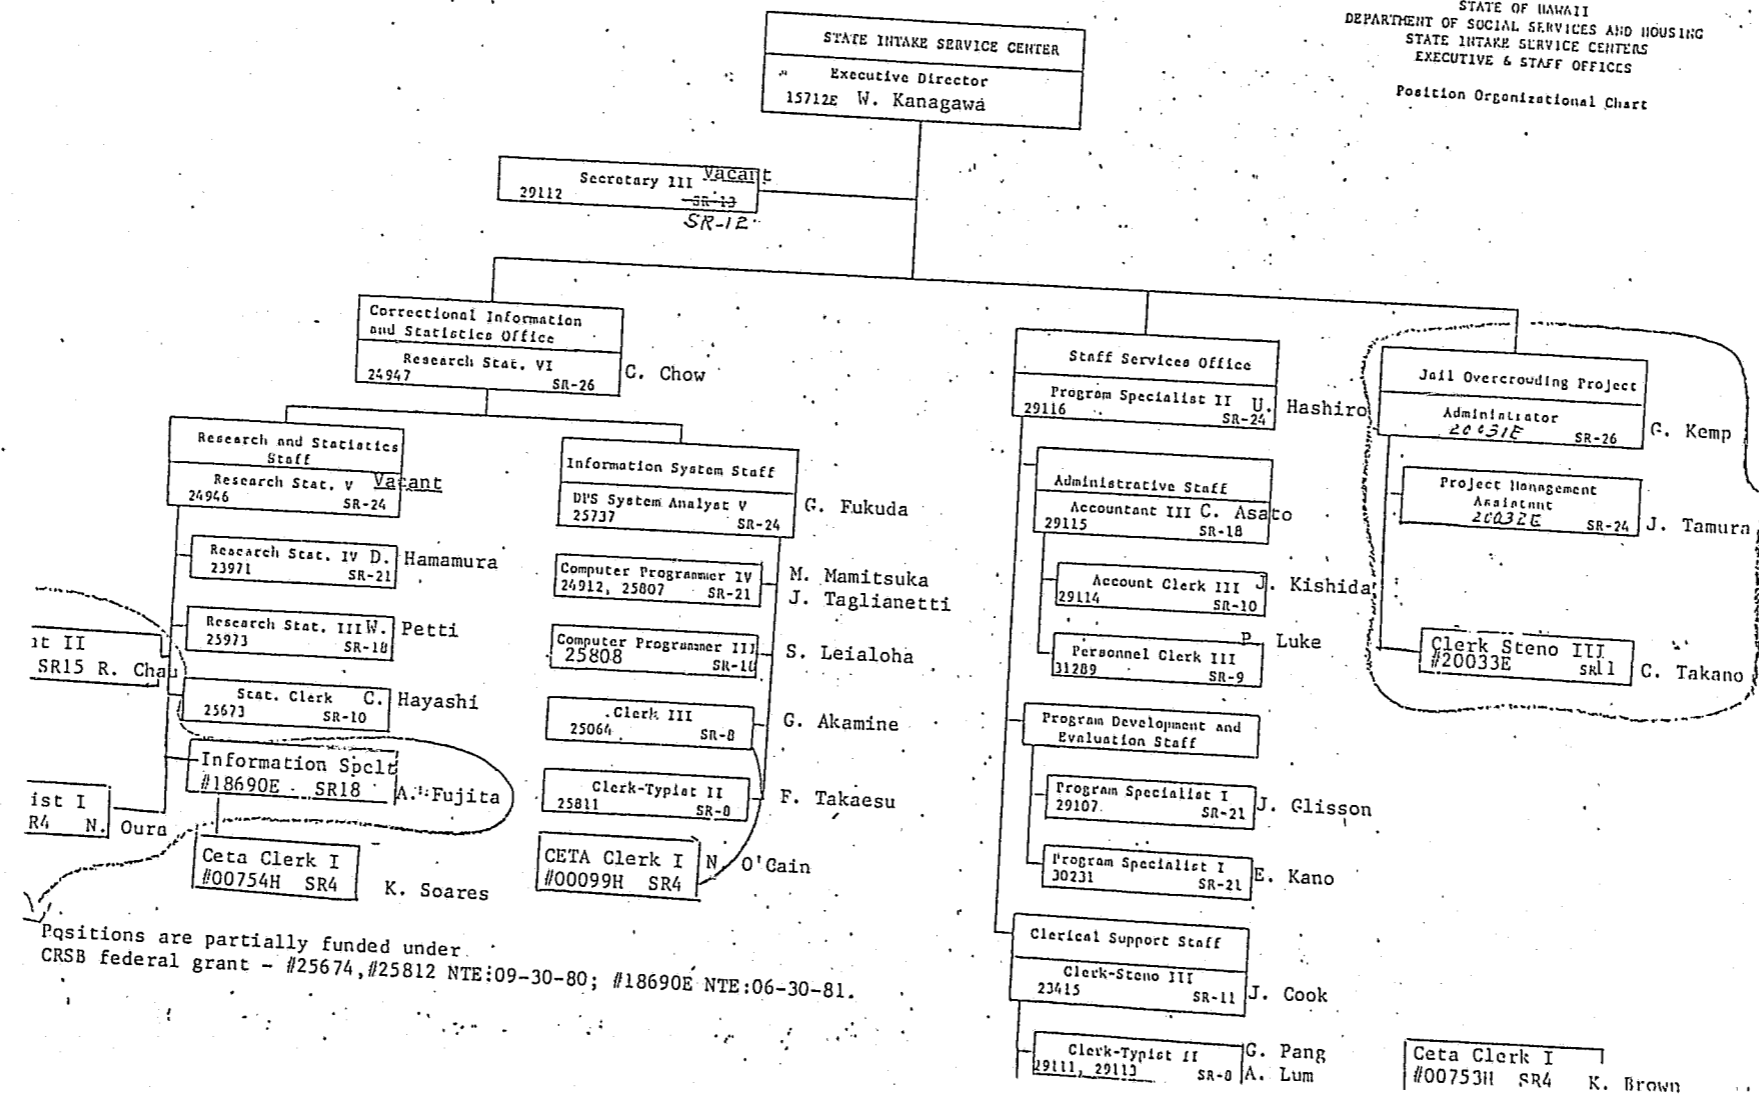 STATE OF HAWAII
DEPARTMENT OF SOCIAL SERVICES AND HOUSING
STATE INTAKE SERVICE CENTERS
EXECUTIVE & STAFF OFFICES
Position Organizational Chart
STATE INTAKE SERVICE CENTER
Executive Director
15712E W. Kanagawa
Secretary III Vacant
29112 SR-13
SR-12
Correctional Information
and Statistics Office
Research Stat. VI
24947 SR-26
C. Chow
Research and Statistics
Staff
Research Stat. V Vacant
24946 SR-24
Research Stat. IV D. Hamamura
23971 SR-21
Research Stat. III W. Petti
25973 SR-18
nt II
SR15 R. Chau
Stat. Clerk C. Hayashi
25673 SR-10
Information Spclt
#18690E SR18 A. Fujita
ist I
R4 N. Oura
Ceta Clerk I
#00754H SR4 K. Soares
Information System Staff
DPS System Analyst V
25737 SR-24
G. Fukuda
Computer Programmer IV
24912, 25807 SR-21
M. Mamitsuka
J. Taglianetti
Computer Programmer III
25808
S. Leialoha
Clerk III
25064 SR-8
G. Akamine
Clerk-Typist II
25811 SR-8
F. Takaesu
CETA Clerk I N. O'Cain
#00099H SR4
Staff Services Office
Program Specialist II U. Hashiro
29116 SR-24
Administrative Staff
Accountant III C. Asato
29115 SR-18
Account Clerk III J. Kishida
29114 SR-10
P. Luke
Personnel Clerk III
31289 SR-9
Program Development and
Evaluation Staff
Program Specialist I
29107 SR-21
J. Glisson
Program Specialist I
30231 SR-21
E. Kano
Clerical Support Staff
Clerk-Steno III
23415 SR-11
J. Cook
Clerk-Typist II
29111, 29113 SR-8
G. Pang
A. Lum
Jail Overcrowding Project
Administrator
20031E SR-26
G. Kemp
Project Management
Assistant
20032E SR-24
J. Tamura
Clerk Steno III
#20033E SR11
C. Takano
Ceta Clerk I
#00753H SR4 K. Brown
Positions are partially funded under
CRSB federal grant - #25674,#25812 NTE:09-30-80; #18690E NTE:06-30-81.